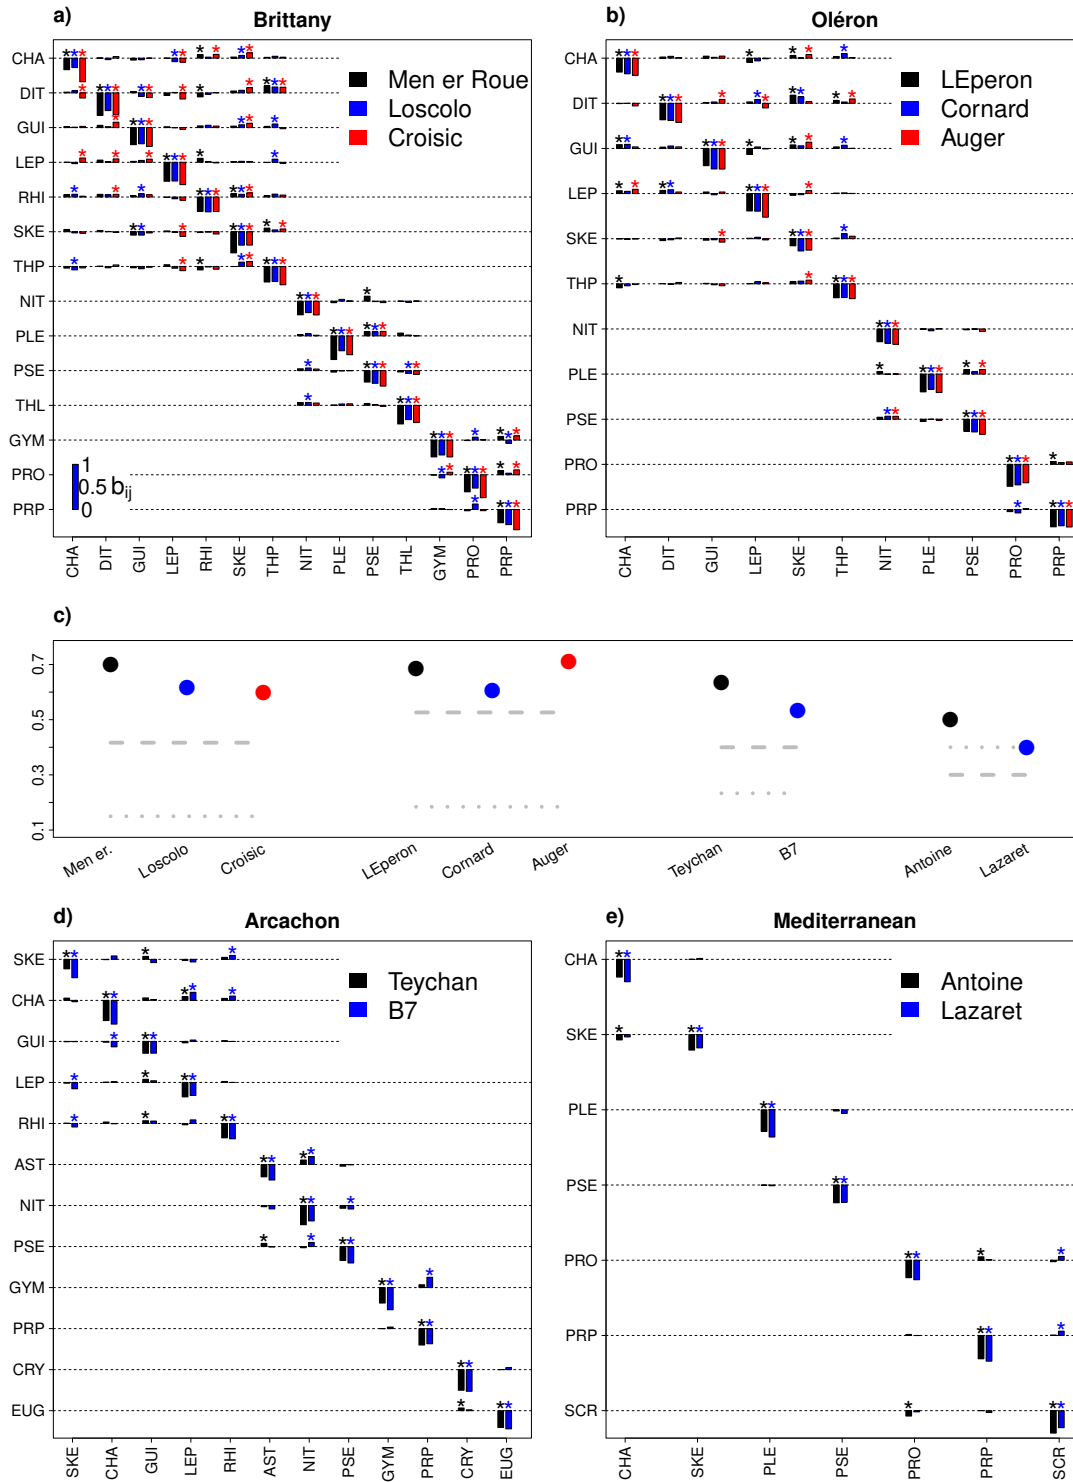 a) Brittany
CHA
DIT
GUI
LEP
RHI
SKE
THP
NIT
PLE
PSE
THL
GYM
PRO
PRP
Men er Roue
Loscolo
Croisic
1
0.5 bij
0
CHA DIT GUI LEP RHI SKE THP NIT PLE PSE THL GYM PRO PRP
b) Oléron
CHA
DIT
GUI
LEP
SKE
THP
NIT
PLE
PSE
PRO
PRP
LEperon
Cornard
Auger
CHA DIT GUI LEP SKE THP NIT PLE PSE PRO PRP
c)
0.7
0.5
0.3
0.1
Men er. Loscolo Croisic LEperon Cornard Auger Teychan B7 Antoine Lazaret
d) Arcachon
SKE
CHA
GUI
LEP
RHI
AST
NIT
PSE
GYM
PRP
CRY
EUG
Teychan
B7
SKE CHA GUI LEP RHI AST NIT PSE GYM PRP CRY EUG
e) Mediterranean
CHA
SKE
PLE
PSE
PRO
PRP
SCR
Antoine
Lazaret
CHA SKE PLE PSE PRO PRP SCR